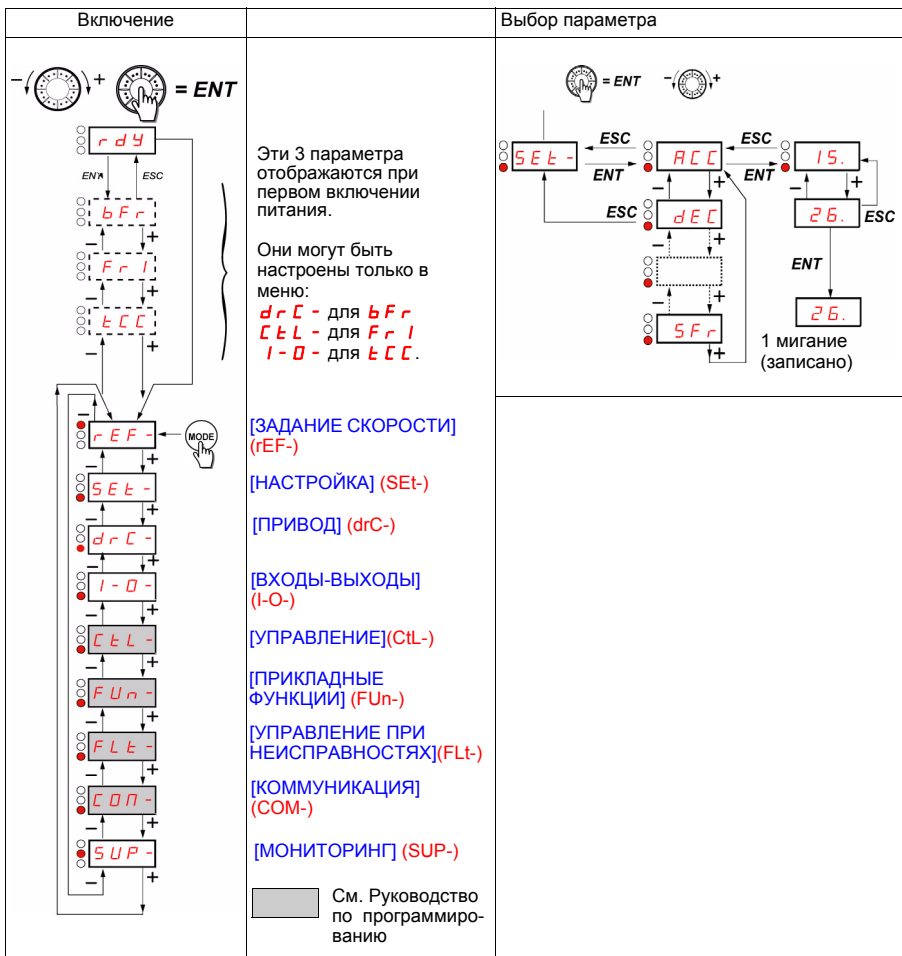 Включение
Выбор параметра
- +
= ENT
rdY
ENT
ESC
bFr
- +
Fr1
- +
tCC
- +
Эти 3 параметра
отображаются при
первом включении
питания.
Они могут быть
настроены только в
меню:
drC - для bFr
CtL - для Fr1
I-O - для tCC.
= ENT
- +
ESC
ESC
SEt -
ACC
15.
ENT
ENT
- +
- +
ESC
dEC
26.
ESC
- +
ENT
- +
26.
SFr
+
1 мигание
(записано)
-
rEF -
MODE
[ЗАДАНИЕ СКОРОСТИ]
(rEF-)
- +
SEt -
[НАСТРОЙКА] (SEt-)
- +
drC -
[ПРИВОД] (drC-)
- +
I-O -
[ВХОДЫ-ВЫХОДЫ]
(I-O-)
- +
CtL -
[УПРАВЛЕНИЕ](CtL-)
- +
FUn -
[ПРИКЛАДНЫЕ
ФУНКЦИИ] (FUn-)
- +
FLt -
[УПРАВЛЕНИЕ ПРИ
НЕИСПРАВНОСТЯХ](FLt-)
- +
COM -
[КОММУНИКАЦИЯ]
(COM-)
- +
SUP -
[МОНИТОРИНГ] (SUP-)
- +
См. Руководство
по программиро-
ванию